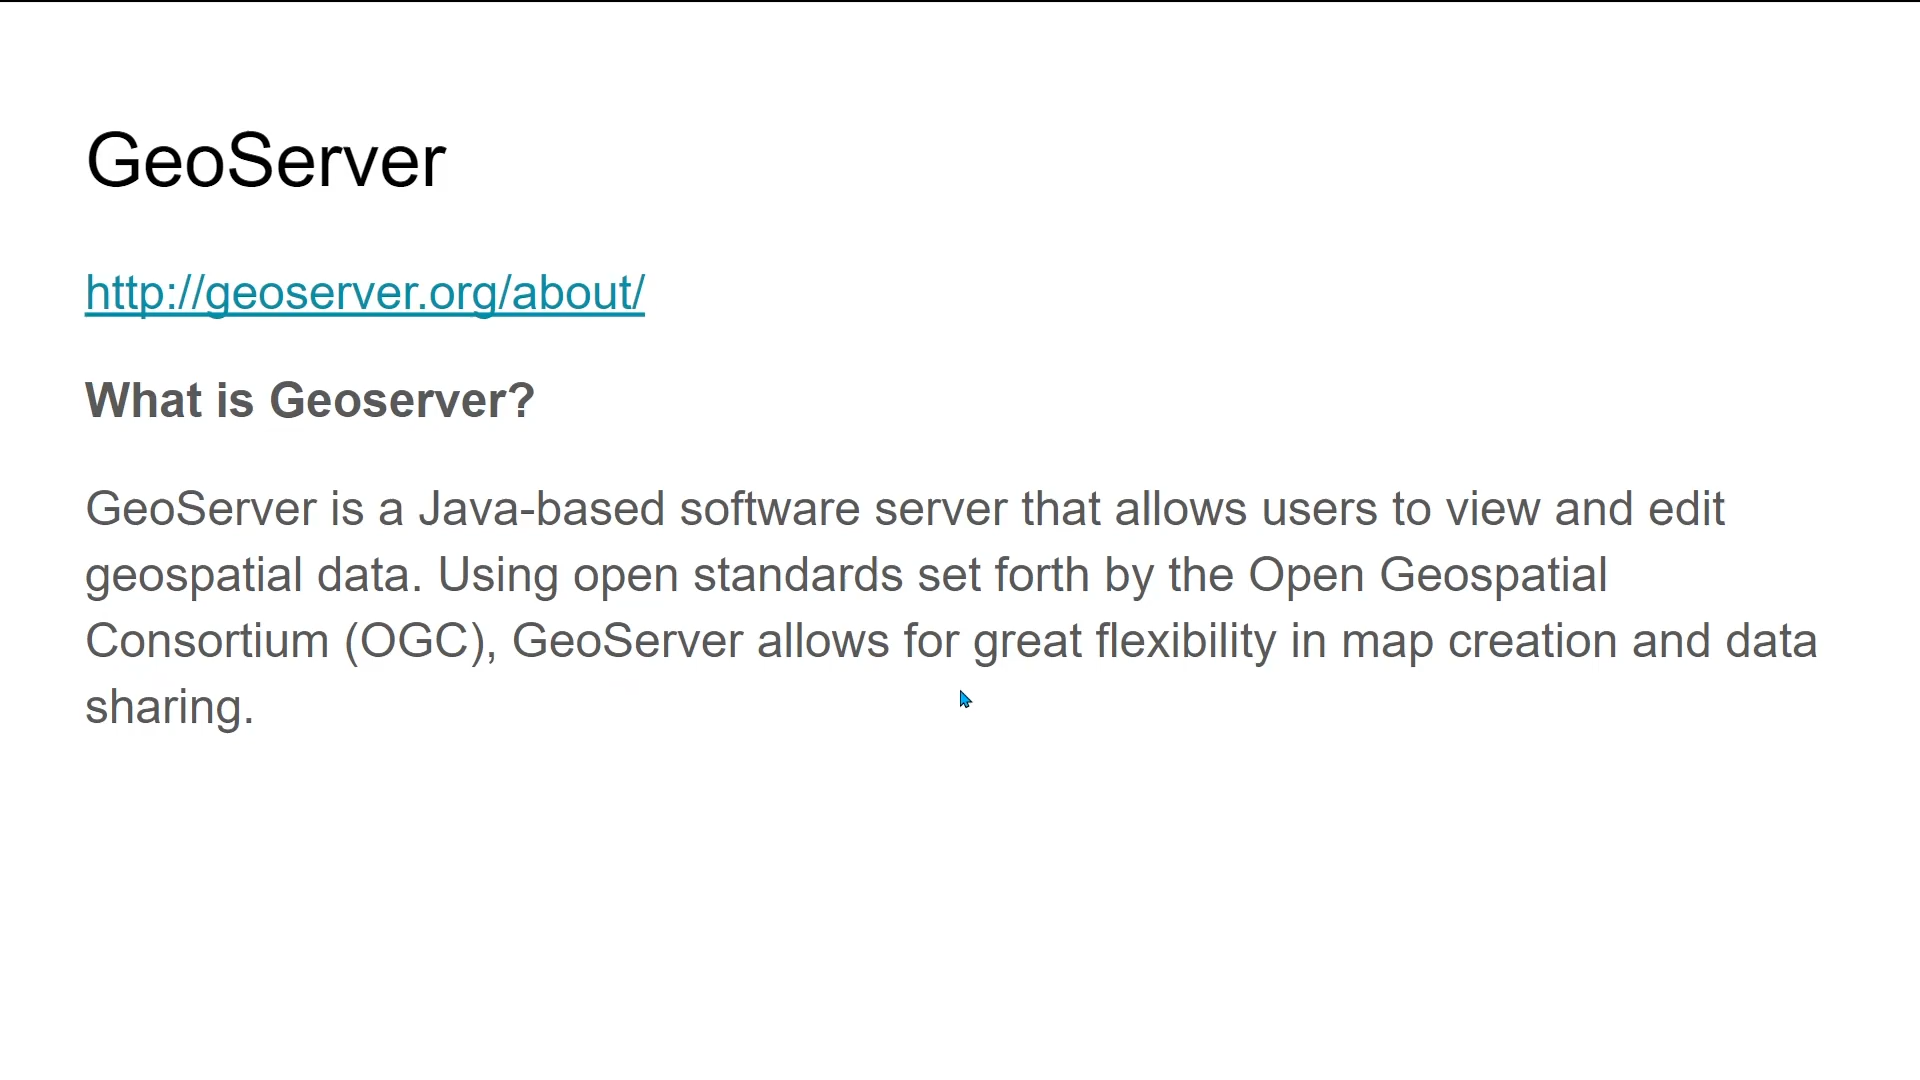 GeoServer
http://geoserver.org/about/
What is Geoserver?
GeoServer is a Java-based software server that allows users to view and edit
geospatial data. Using open standards set forth by the Open Geospatial
Consortium (OGC), GeoServer allows for great flexibility in map creation and data
sharing.